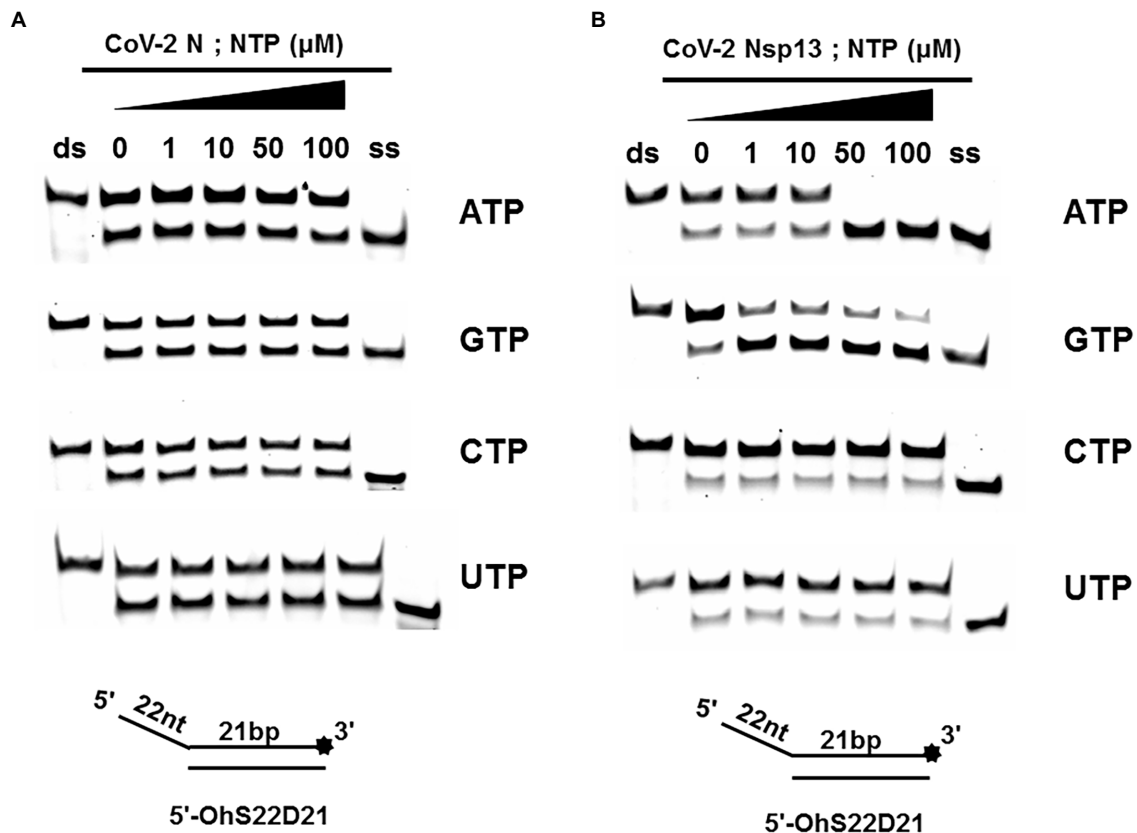 A
CoV-2 N ; NTP (µM)
ds 0 1 10 50 100 ss
ATP
GTP
CTP
UTP
5' 22nt 21bp 3'
5'-OhS22D21
B
CoV-2 Nsp13 ; NTP (µM)
ds 0 1 10 50 100 ss
ATP
GTP
CTP
UTP
5' 22nt 21bp 3'
5'-OhS22D21